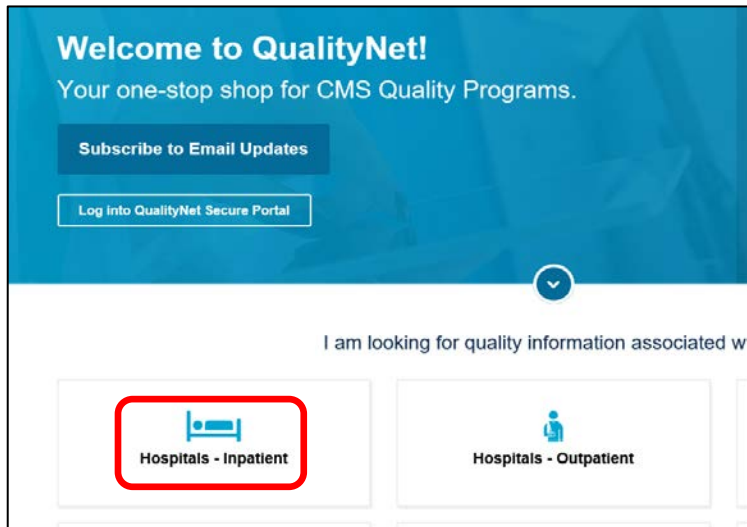 Welcome to QualityNet!
Your one-stop shop for CMS Quality Programs.
Subscribe to Email Updates
Log into QualityNet Secure Portal
I am looking for quality information associated w
Hospitals - Inpatient
Hospitals - Outpatient